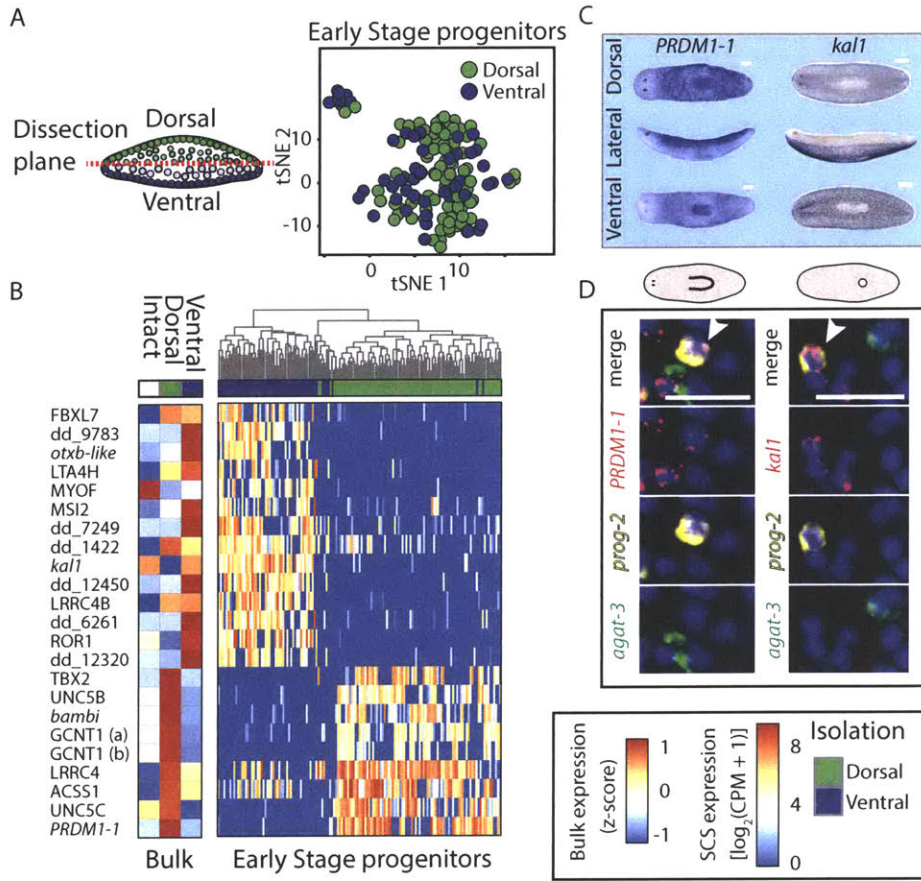 A
Dorsal
Dissection
plane
Ventral
Early Stage progenitors
Dorsal
Ventral
tSNE 2
10
0
-10
0
10
tSNE 1
C
PRDM1-1
kal1
Dorsal
Lateral
Ventral
B
Intact
Dorsal
Ventral
FBXL7
dd_9783
otxb-like
LTA4H
MYOF
MSI2
dd_7249
dd_1422
kal1
dd_12450
LRRC4B
dd_6261
ROR1
dd_12320
TBX2
UNC5B
bambi
GCNT1 (a)
GCNT1 (b)
LRRC4
ACSS1
UNC5C
PRDM1-1
Bulk
Early Stage progenitors
D
merge
PRDM1-1
prog-2
agat-3
merge
kal1
prog-2
agat-3
Bulk expression
(z-score)
1
0
-1
SCS expression
[log2(CPM + 1)]
8
4
0
Isolation
Dorsal
Ventral